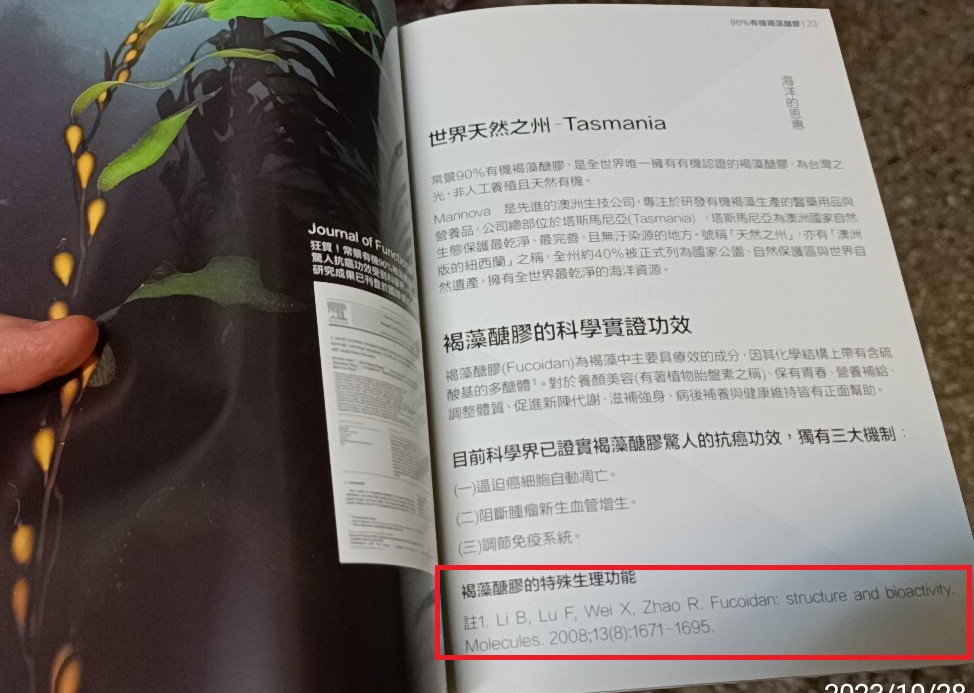 90%有機褐藻醣膠 | 23
海洋的恩惠
世界天然之州-Tasmania
常景90%有機褐藻醣膠，是全世界唯一擁有有機認證的褐藻醣膠，為台灣之
光，非人工養殖且天然有機。
Marinova 是先進的澳洲生技公司，專注於研發有機褐藻生產的醫藥用品與
營養品，公司總部位於塔斯馬尼亞(Tasmania)，塔斯馬尼亞為澳洲國家自然
生態保護最乾淨、最完善，且無汙染源的地方。號稱「天然之州」，亦有「澳洲
版的紐西蘭」之稱，全州約40%被正式列為國家公園、自然保護區與世界自
然遺產，擁有全世界最乾淨的海洋資源。
Journal of Function
狂賀！常景有機90%
驚人抗癌功效受到科學
研究成果已刊登於國際
褐藻醣膠的科學實證功效
褐藻醣膠(Fucoidan)為褐藻中主要具療效的成分，因其化學結構上帶有含硫
酸基的多醣體¹。對於養顏美容(有著植物胎盤素之稱)、保有青春、營養補給、
調整體質、促進新陳代謝、滋補強身、病後補養與健康維持皆有正面幫助。
目前科學界已證實褐藻醣膠驚人的抗癌功效，獨有三大機制：
(一)逼迫癌細胞自動凋亡。
(二)阻斷腫瘤新生血管增生。
(三)調節免疫系統。
褐藻醣膠的特殊生理功能
註1. Li B, Lu F, Wei X, Zhao R. Fucoidan: structure and bioactivity.
Molecules. 2008;13(8):1671-1695.
2023/10/28